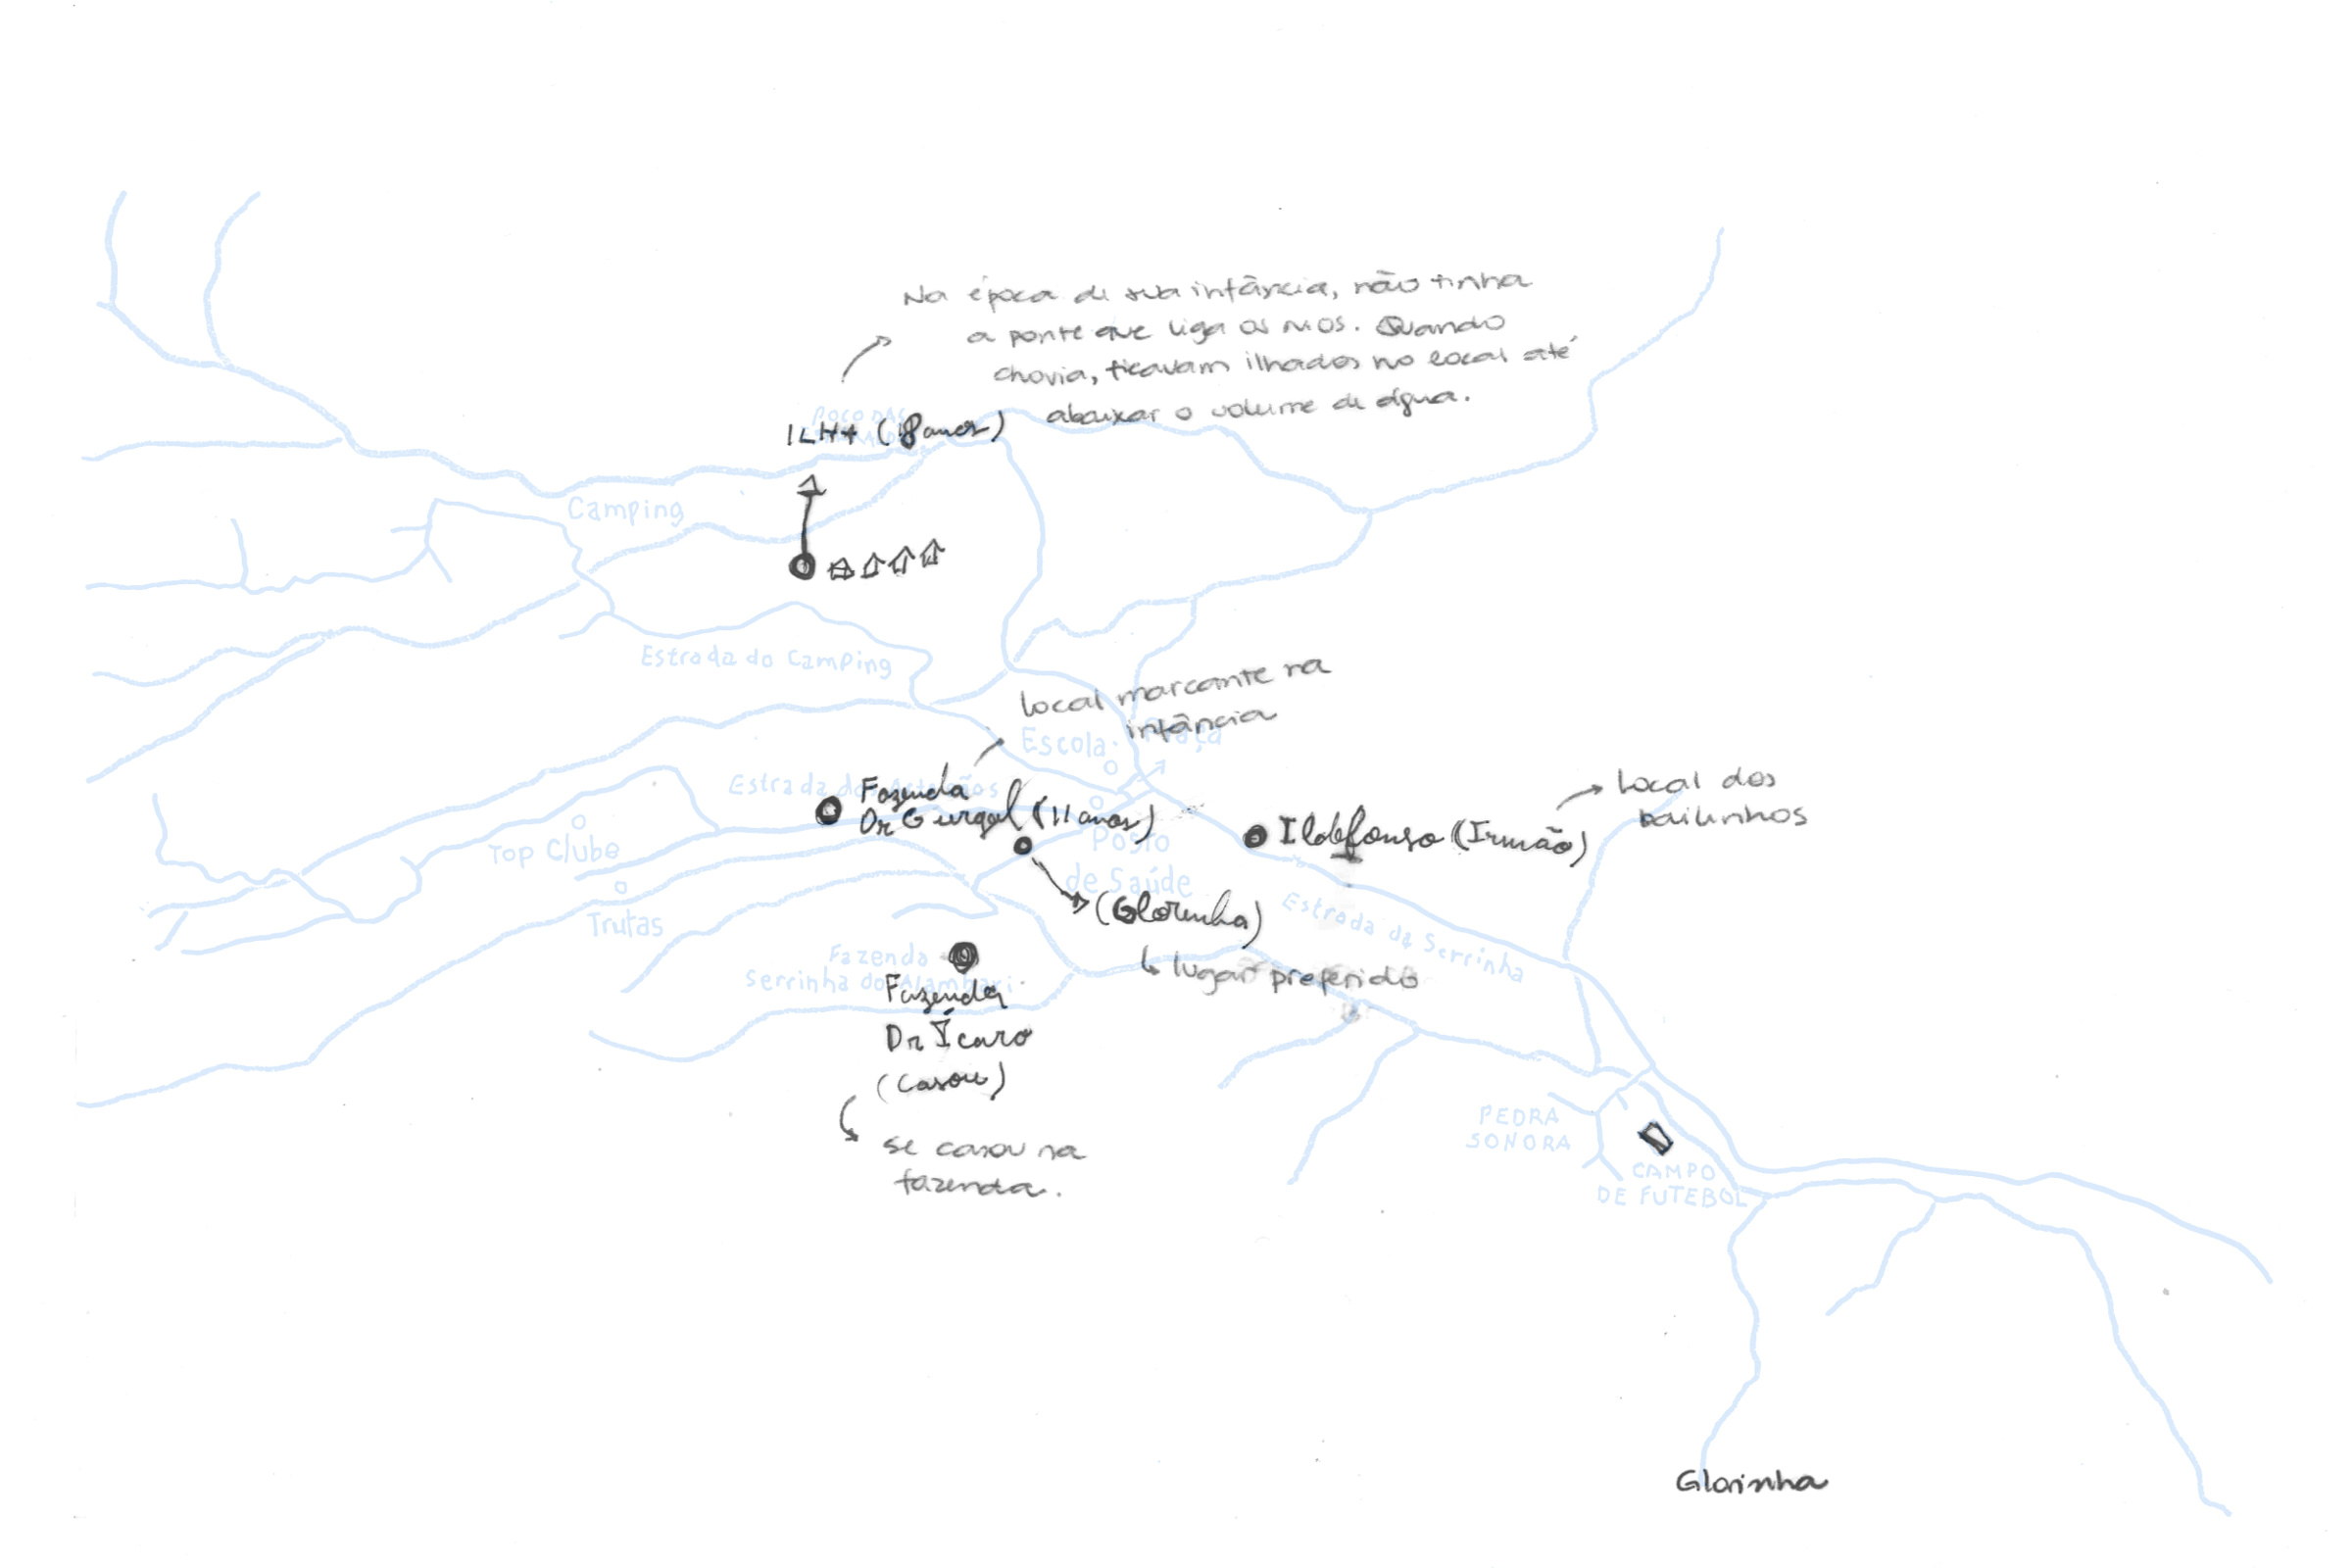 Na época de sua infância, não tinha
a ponte que liga os rios. Quando
chovia, ficavam ilhados no local até
abaixar o volume de água.
POÇO DAS
ILHA (18 anos)
Camping
Estrada do Camping
Local marcante na
infância
Escola
Praça
Estrada dos Artesãos
Fazenda
Dr Gurgel (11 anos)
Local dos
bailinhos
Ildefonso (Irmão)
Top Clube
Posto
de Saúde
Trutas
(Glorinha)
Estrada da Serrinha
lugar preferido
Fazenda
Serrinha do Alambari
Fazenda
Dr Ícaro
(Casou)
se casou na
fazenda.
PEDRA
SONORA
CAMPO
DE FUTEBOL
Glorinha